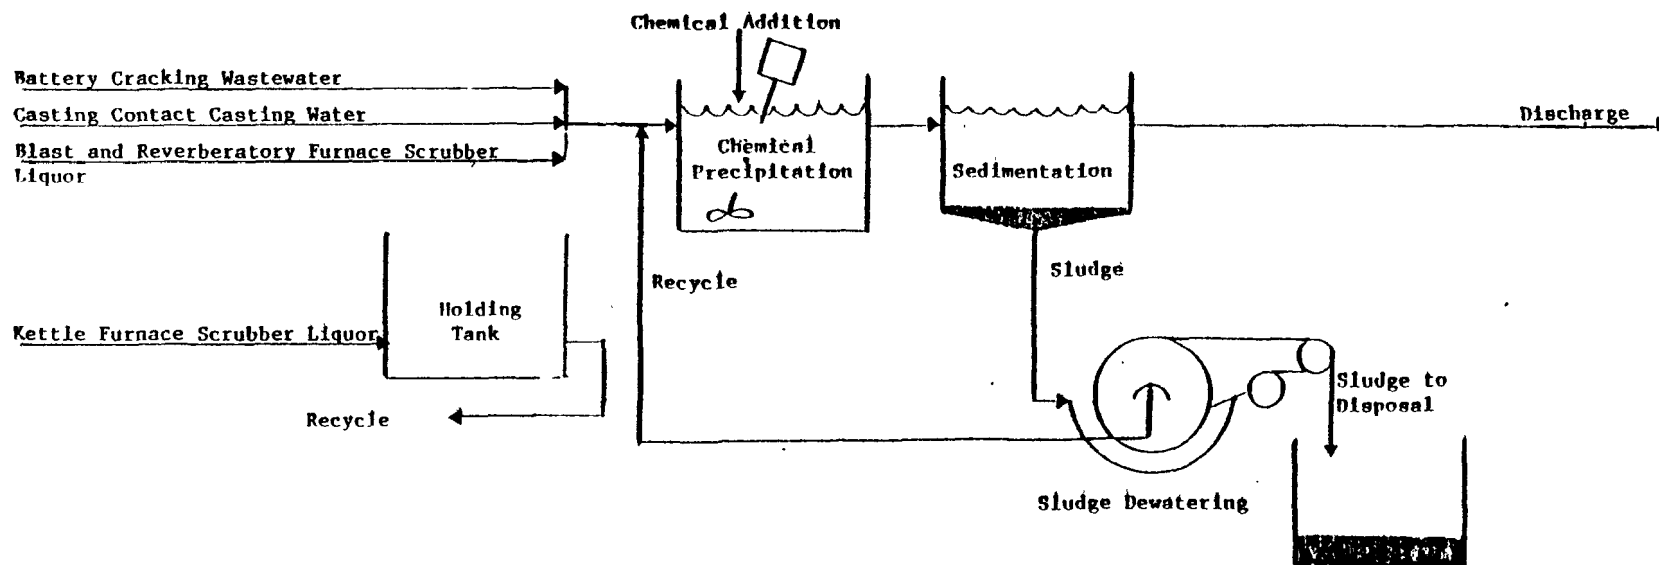 Chemical Addition
Battery Cracking Wastewater
Casting Contact Casting Water
Discharge
Blast and Reverberatory Furnace Scrubber
Liquor
Chemical
Precipitation
Sedimentation
Sludge
Recycle
Holding
Tank
Kettle Furnace Scrubber Liquor
Sludge to
Disposal
Recycle
Sludge Dewatering